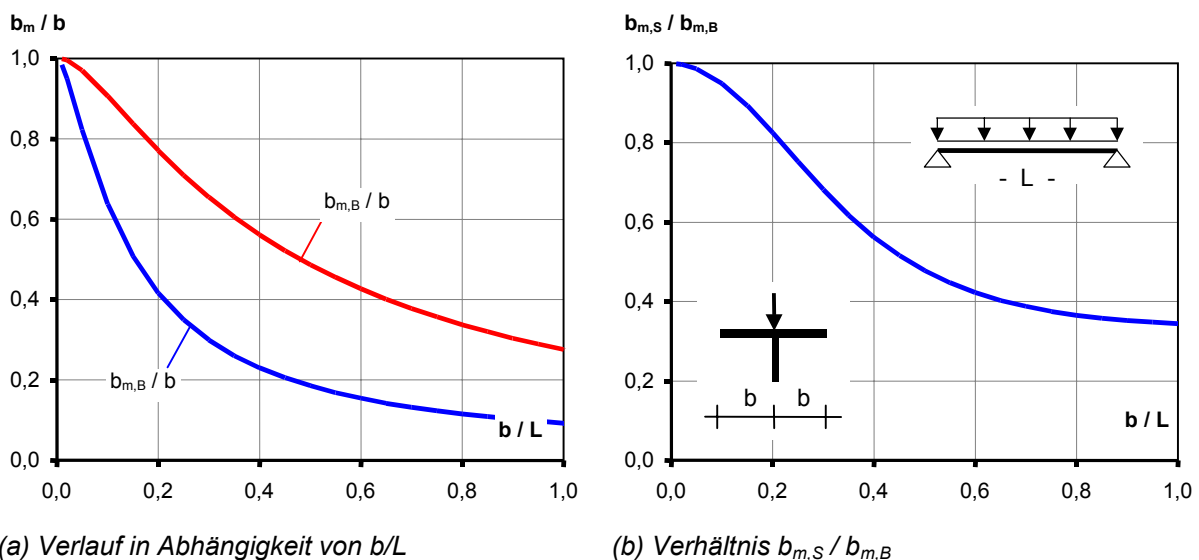 bm / b
1,0
0,8
0,6
0,4
0,2
0,0
0,0 0,2 0,4 0,6 0,8 1,0
bm,B / b
bm,B / b
b / L
(a) Verlauf in Abhängigkeit von b/L
bm,S / bm,B
1,0
0,8
0,6
0,4
0,2
0,0
0,0 0,2 0,4 0,6 0,8 1,0
- L -
b b
b / L
(b) Verhältnis bm,S / bm,B